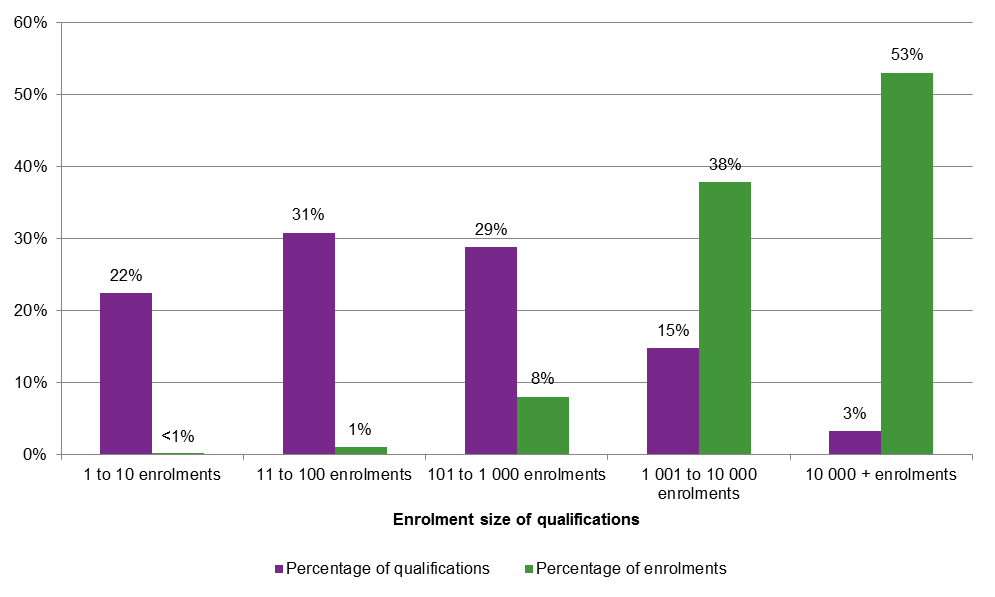 60%
53%
50%
40%
38%
31%
30%
29%
22%
20%
15%
10%
8%
3%
<1%
1%
0%
1 to 10 enrolments
11 to 100 enrolments
101 to 1 000 enrolments
1 001 to 10 000
enrolments
10 000 + enrolments
Enrolment size of qualifications
Percentage of qualifications
Percentage of enrolments